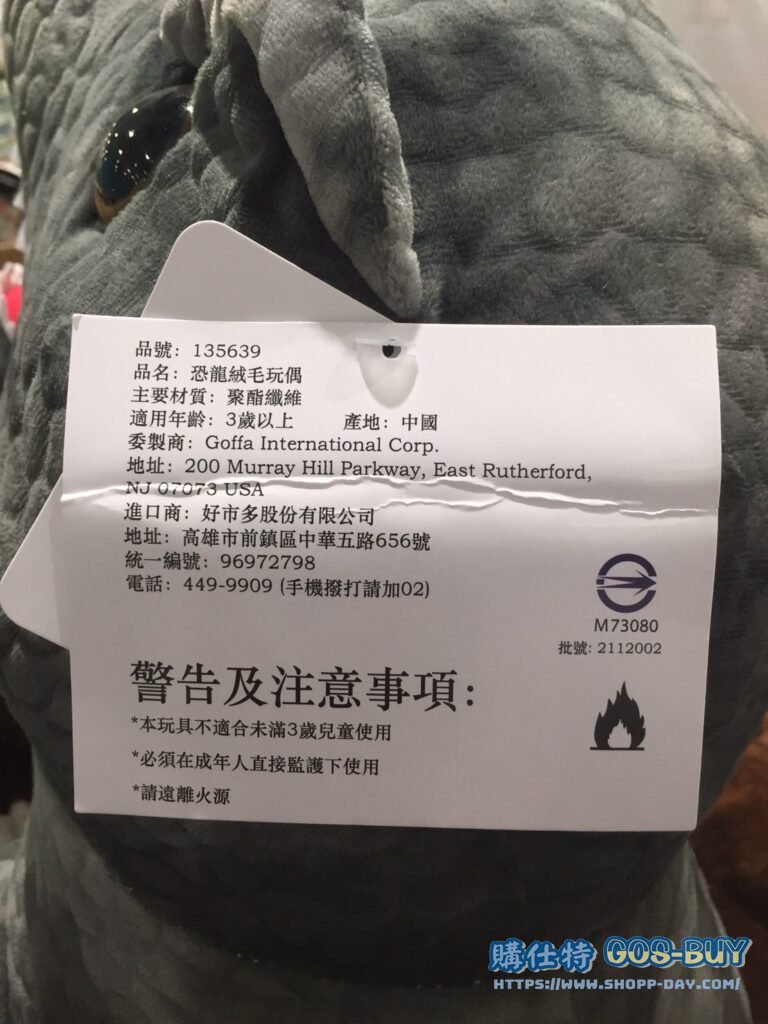 品號: 135639
品名: 恐龍絨毛玩偶
主要材質: 聚酯纖維
適用年齡: 3歲以上 產地: 中國
委製商: Goffa International Corp.
地址: 200 Murray Hill Parkway, East Rutherford,
NJ 07073 USA
進口商: 好市多股份有限公司
地址: 高雄市前鎮區中華五路656號
統一編號: 96972798
電話: 449-9909 (手機撥打請加02)
M73080
批號: 2112002
警告及注意事項:
*本玩具不適合未滿3歲兒童使用
*必須在成年人直接監護下使用
*請遠離火源
購仕特 GOS-BUY
HTTPS://WWW.SHOPP-DAY.COM/